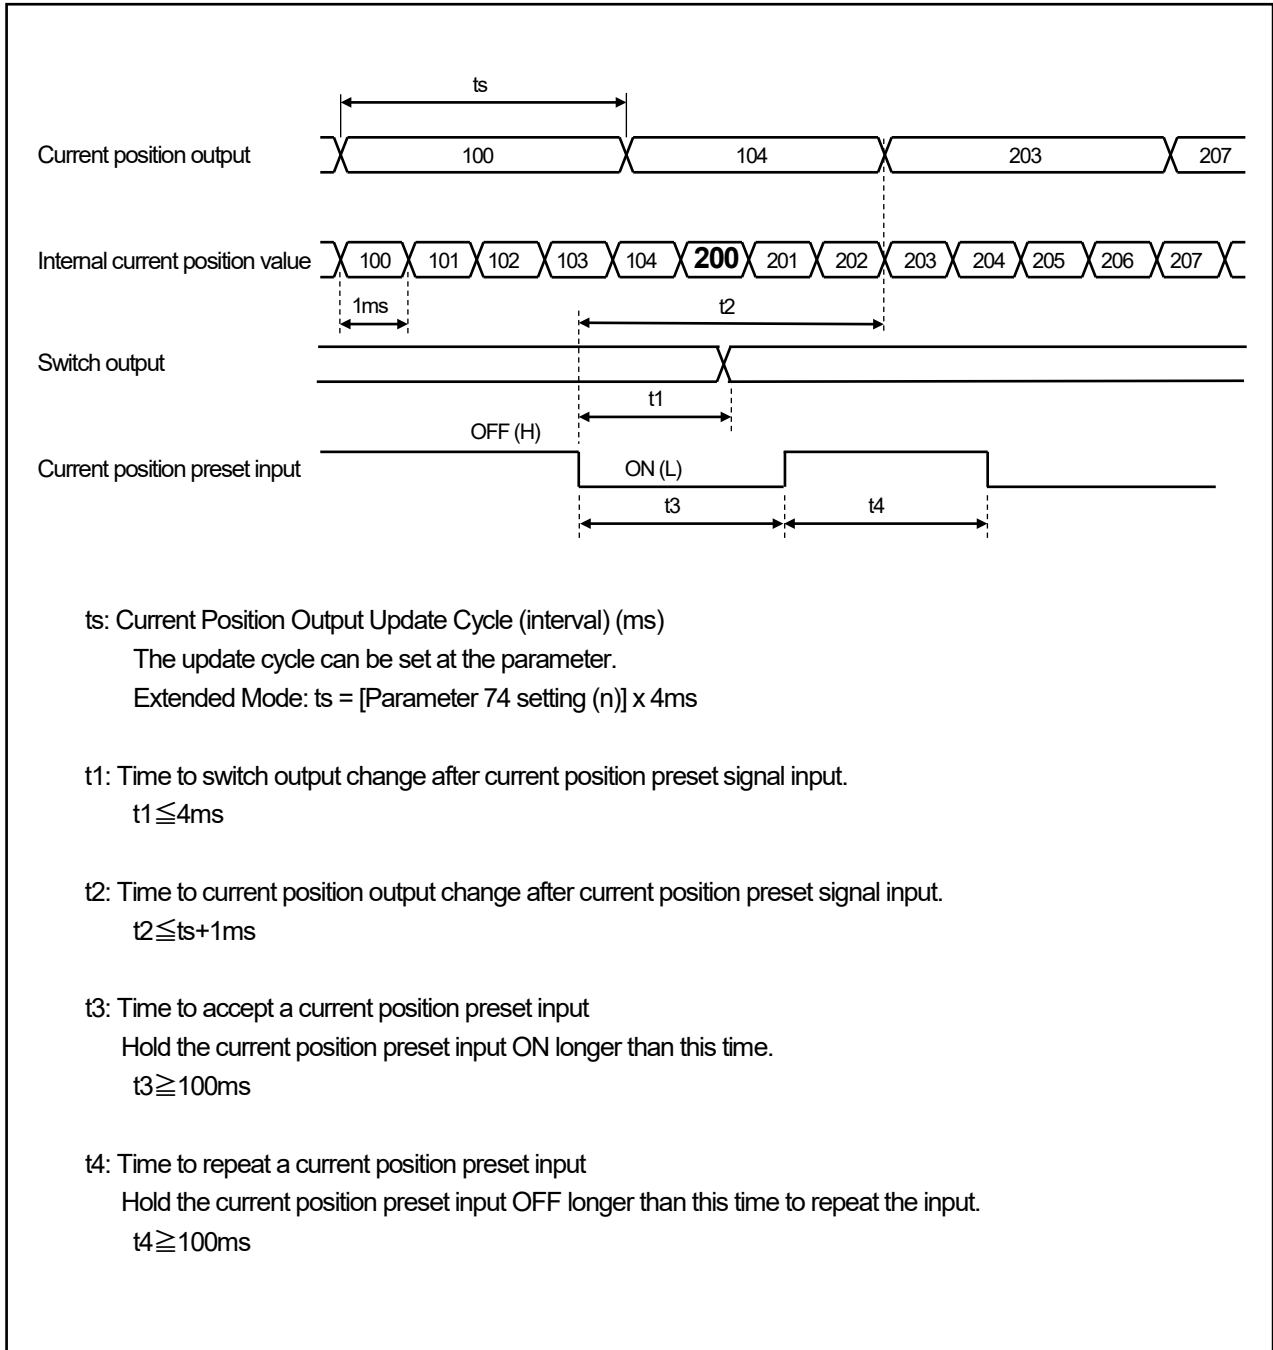 ts
Current position output 100 104 203 207
Internal current position value 100 101 102 103 104 200 201 202 203 204 205 206 207
1ms t2
Switch output
t1
OFF (H)
Current position preset input ON (L)
t3 t4
ts: Current Position Output Update Cycle (interval) (ms)
The update cycle can be set at the parameter.
Extended Mode: ts = [Parameter 74 setting (n)] x 4ms
t1: Time to switch output change after current position preset signal input.
t1≦4ms
t2: Time to current position output change after current position preset signal input.
t2≦ts+1ms
t3: Time to accept a current position preset input
Hold the current position preset input ON longer than this time.
t3≧100ms
t4: Time to repeat a current position preset input
Hold the current position preset input OFF longer than this time to repeat the input.
t4≧100ms